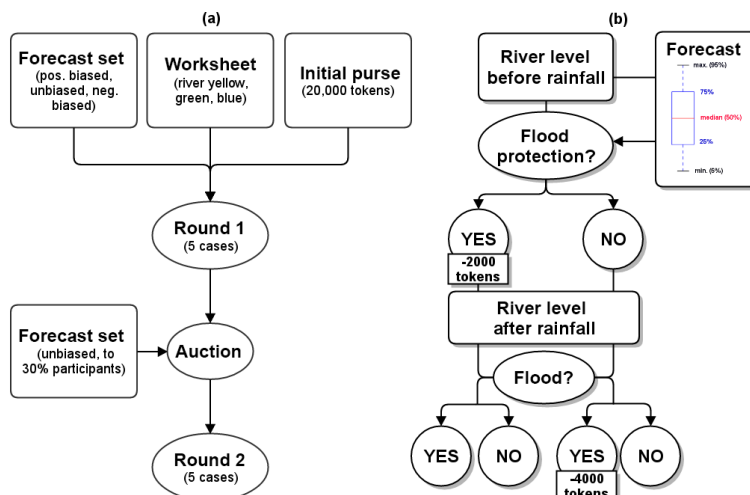 (a)
Forecast set
(pos. biased,
unbiased, neg.
biased)
Worksheet
(river yellow,
green, blue)
Initial purse
(20,000 tokens)
Round 1
(5 cases)
Forecast set
(unbiased, to
30% participants)
Auction
Round 2
(5 cases)
(b)
River level
before rainfall
Forecast
max. (95%)
75%
median (50%)
25%
min. (5%)
Flood
protection?
YES
-2000
tokens
NO
River level
after rainfall
Flood?
YES
NO
YES
-4000
tokens
NO